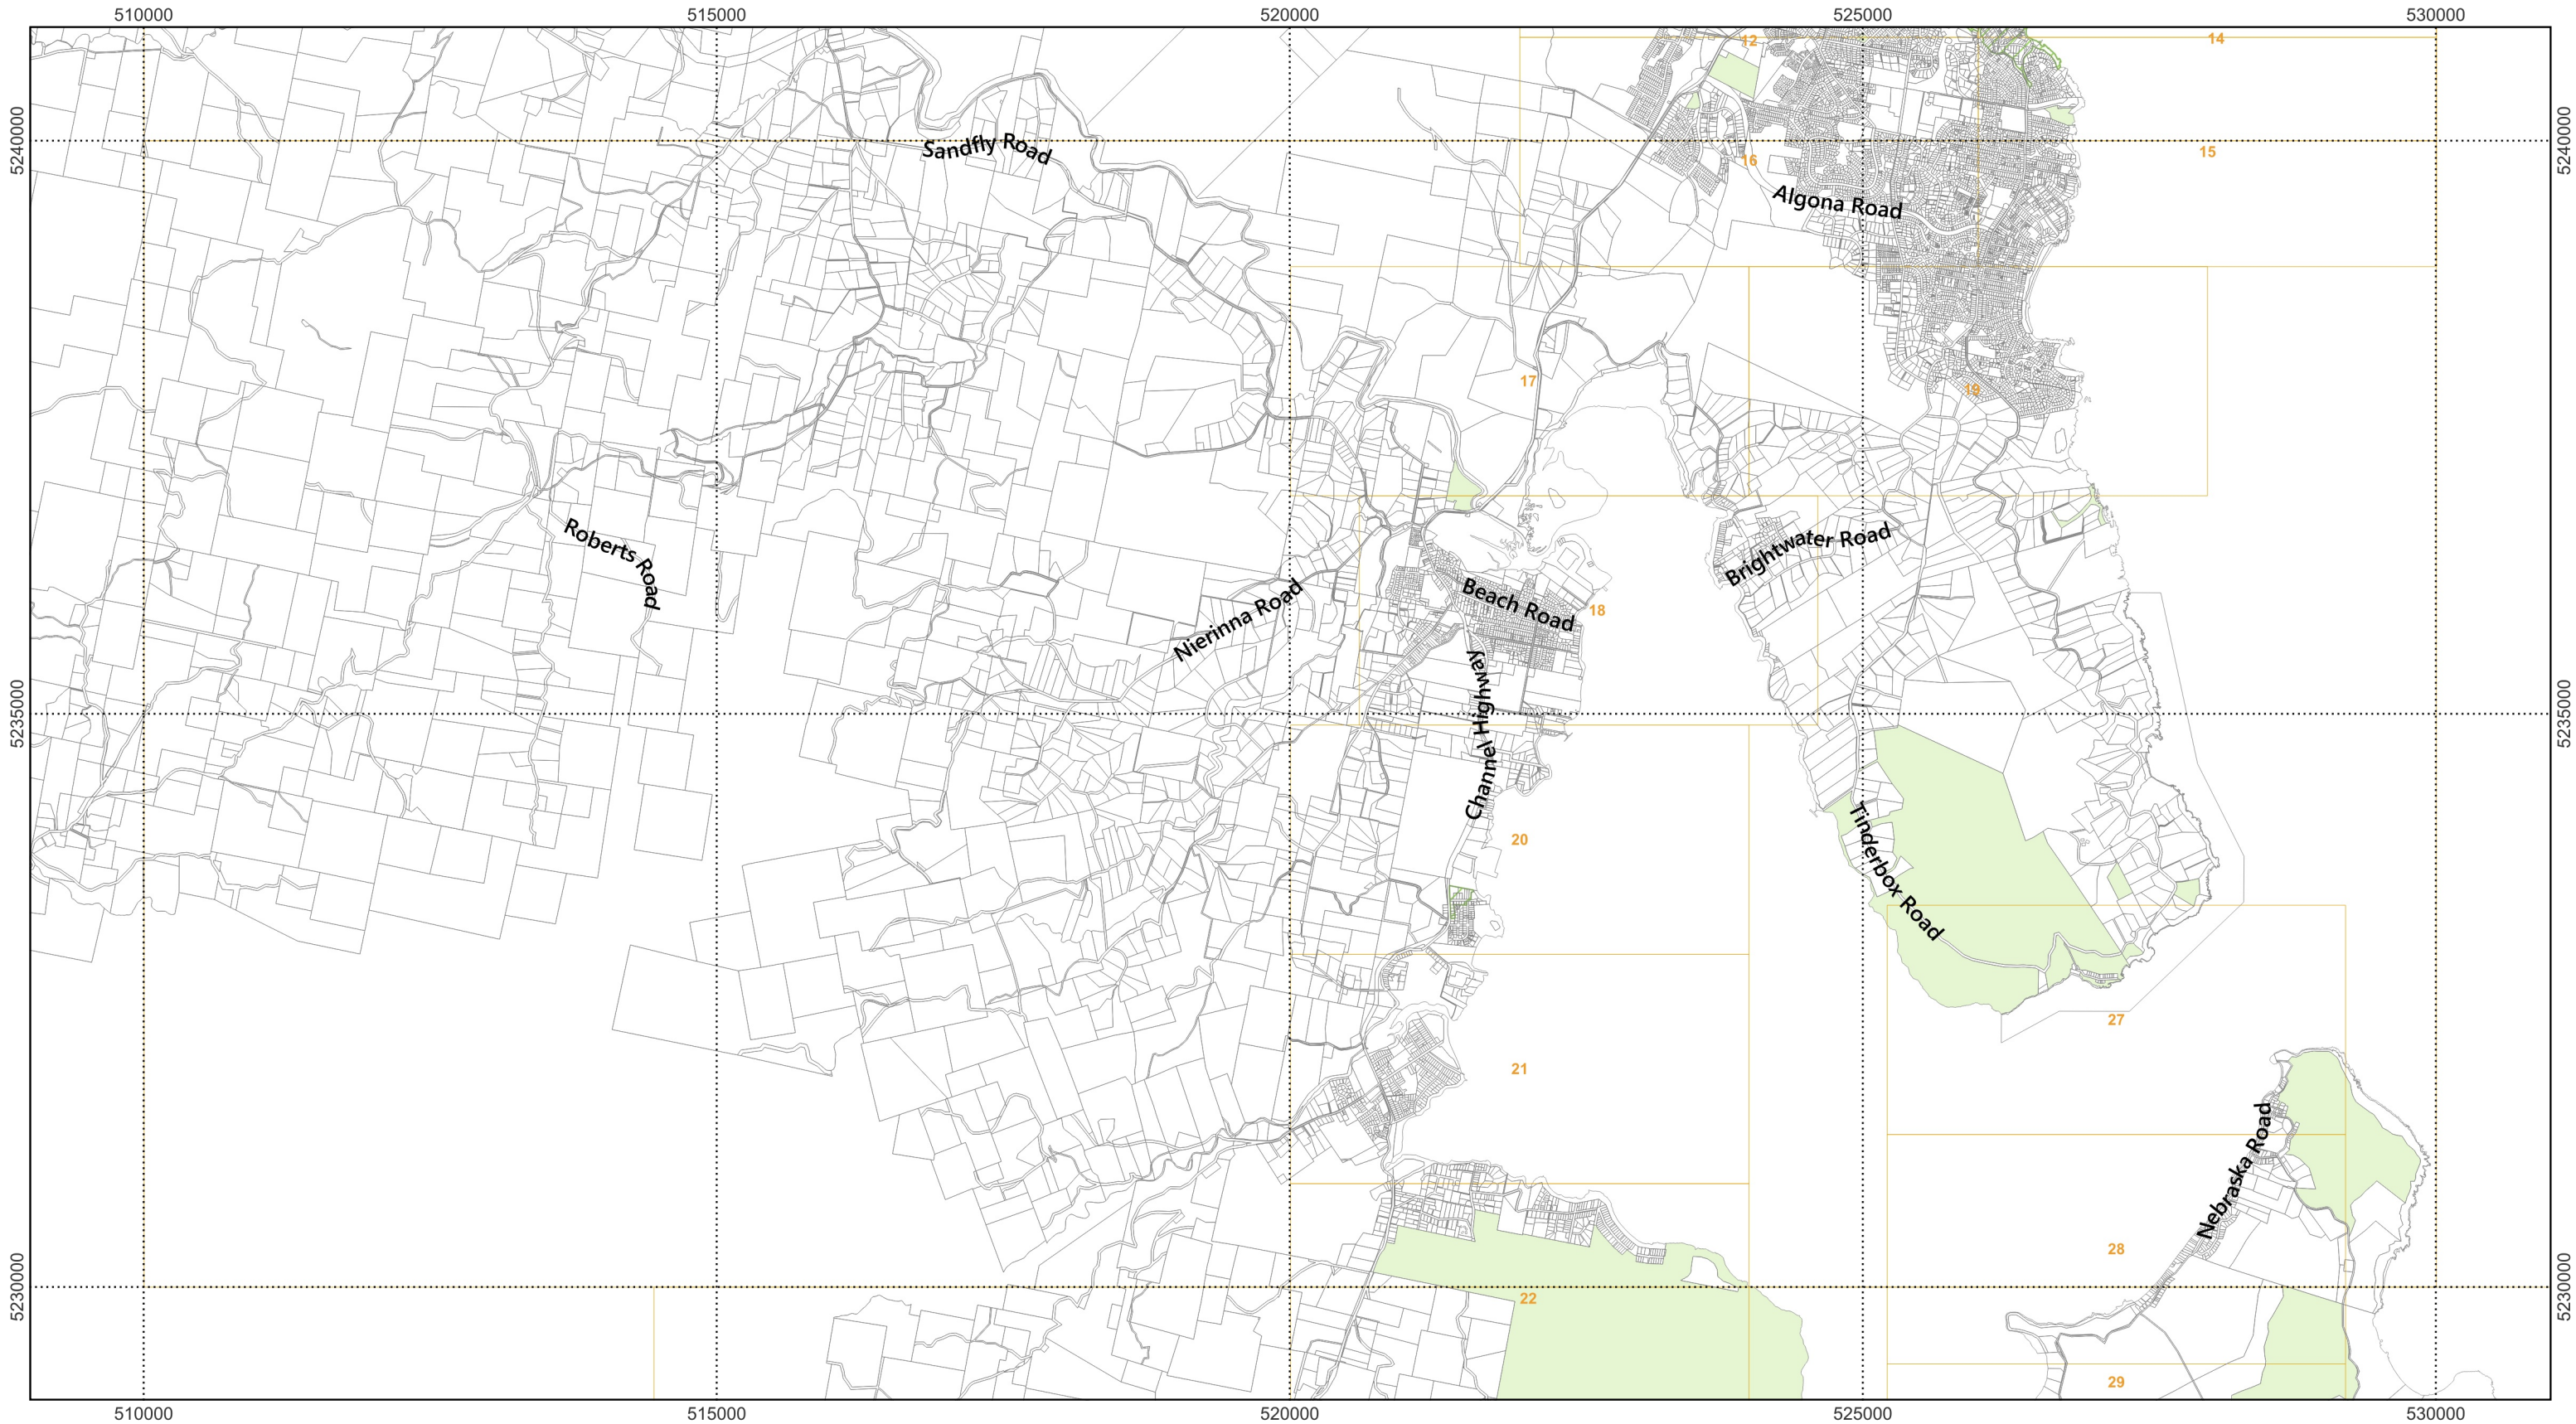 510000 515000 520000 525000 530000
12 14
5240000 5240000
Sandfly Road
15
16
Algona Road
17
19
Roberts Road
Brightwater Road
Nierinna Road
Beach Road
18
5235000 5235000
Channel Highway
Tinderbox Road
20
27
21
Nebraska Road
28
5230000 5230000
22
29
510000 515000 520000 525000 530000